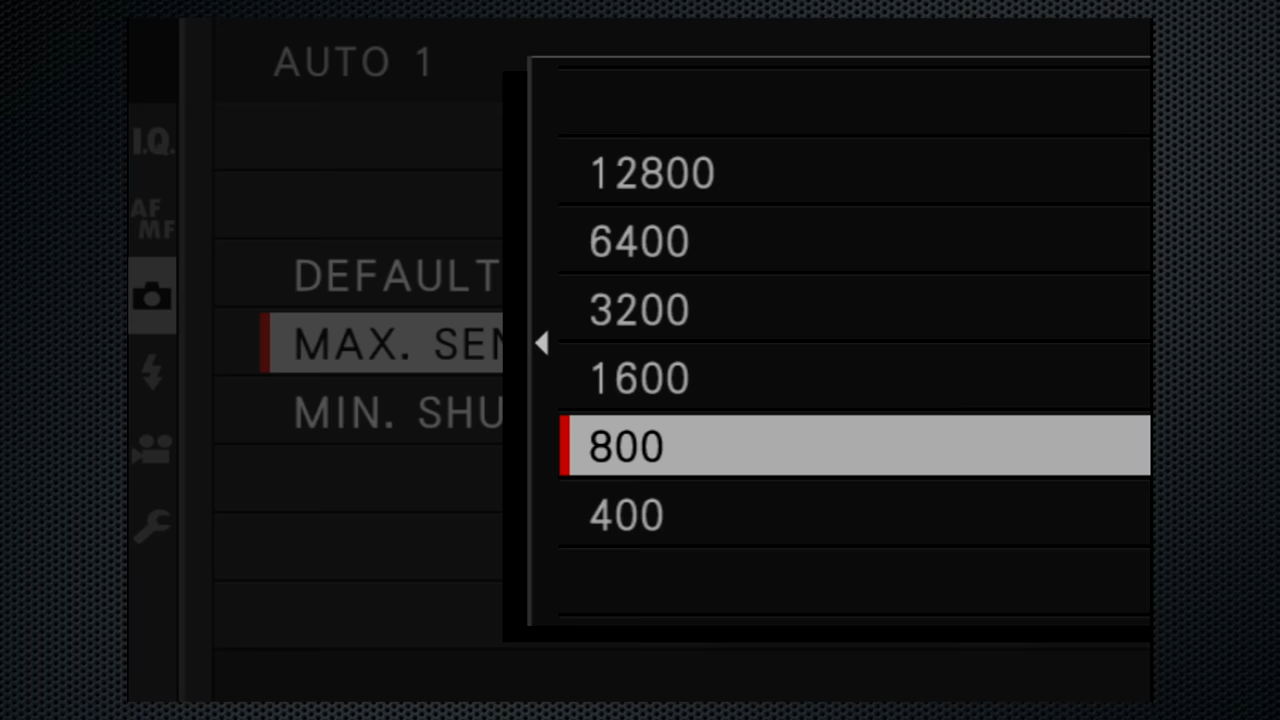 AUTO 1
I.Q.
AF
MF
DEFAULT
MAX. SEN
MIN. SHU
12800
6400
3200
1600
800
400